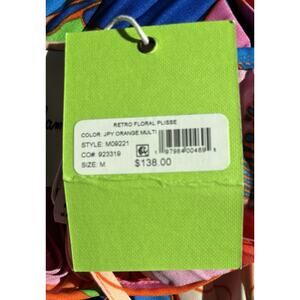 RETRO FLORAL PLISSE
COLOR: JPY ORANGE MULTI
STYLE: M09221
CO#: 923319
SIZE: M
$138.00